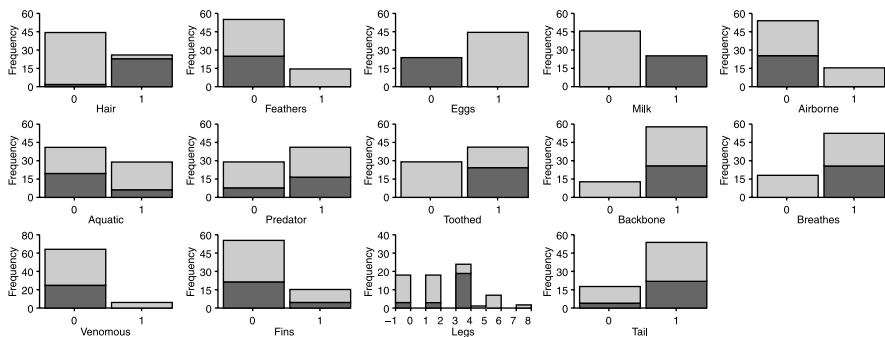 Frequency 60 45 30 15 0 0 1 Hair
Frequency 60 45 30 15 0 0 1 Feathers
Frequency 60 45 30 15 0 0 1 Eggs
Frequency 60 45 30 15 0 0 1 Milk
Frequency 60 45 30 15 0 0 1 Airborne
Frequency 60 45 30 15 0 0 1 Aquatic
Frequency 60 45 30 15 0 0 1 Predator
Frequency 60 45 30 15 0 0 1 Toothed
Frequency 60 45 30 15 0 0 1 Backbone
Frequency 60 45 30 15 0 0 1 Breathes
Frequency 80 60 40 20 0 0 1 Venomous
Frequency 60 45 30 15 0 0 1 Fins
Frequency 40 30 20 10 0 −1 0 1 2 3 4 5 6 7 8 Legs
Frequency 60 45 30 15 0 0 1 Tail